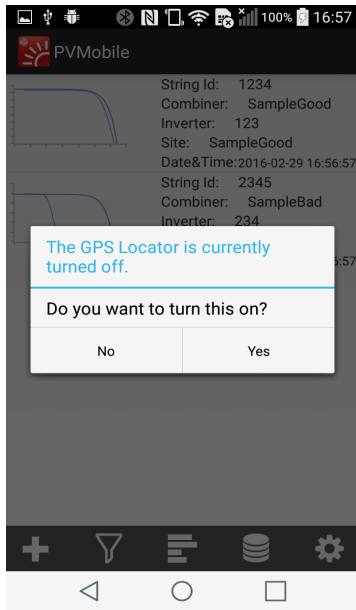 100% 16:57
PVMobile
String Id: 1234
Combiner: SampleGood
Inverter: 123
Site: SampleGood
Date&Time:2016-02-29 16:56:57
String Id: 2345
Combiner: SampleBad
Inverter: 234
6:57
The GPS Locator is currently
turned off.
Do you want to turn this on?
No Yes